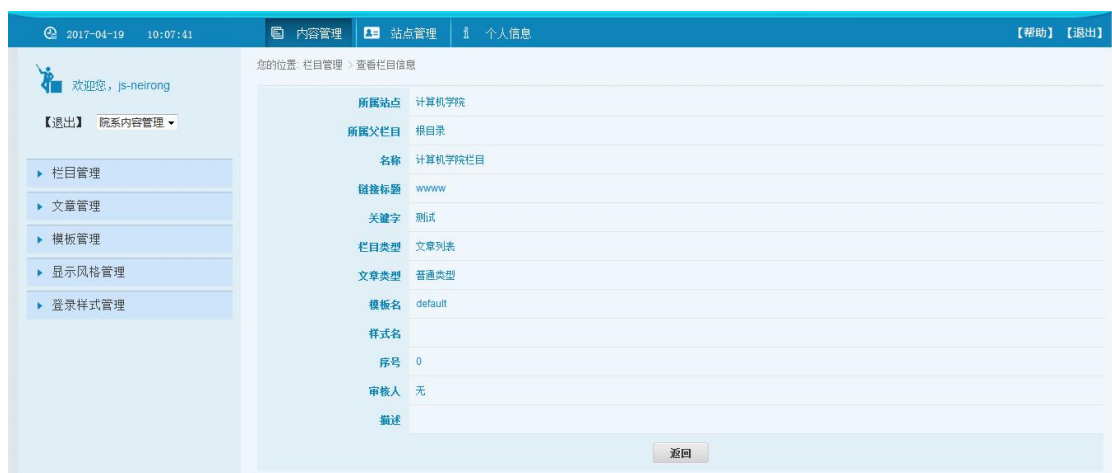 2017-04-19 10:07:41 内容管理 站点管理 个人信息 【帮助】 【退出】
您的位置: 栏目管理 > 查看栏目信息
欢迎您，js-neirong
【退出】 院系内容管理
栏目管理
文章管理
模板管理
显示风格管理
登录样式管理
所属站点 计算机学院
所属父栏目 根目录
名称 计算机学院栏目
链接标题 wwww
关键字 测试
栏目类型 文章列表
文章类型 普通类型
模板名 default
样式名
序号 0
审核人 无
描述
返回